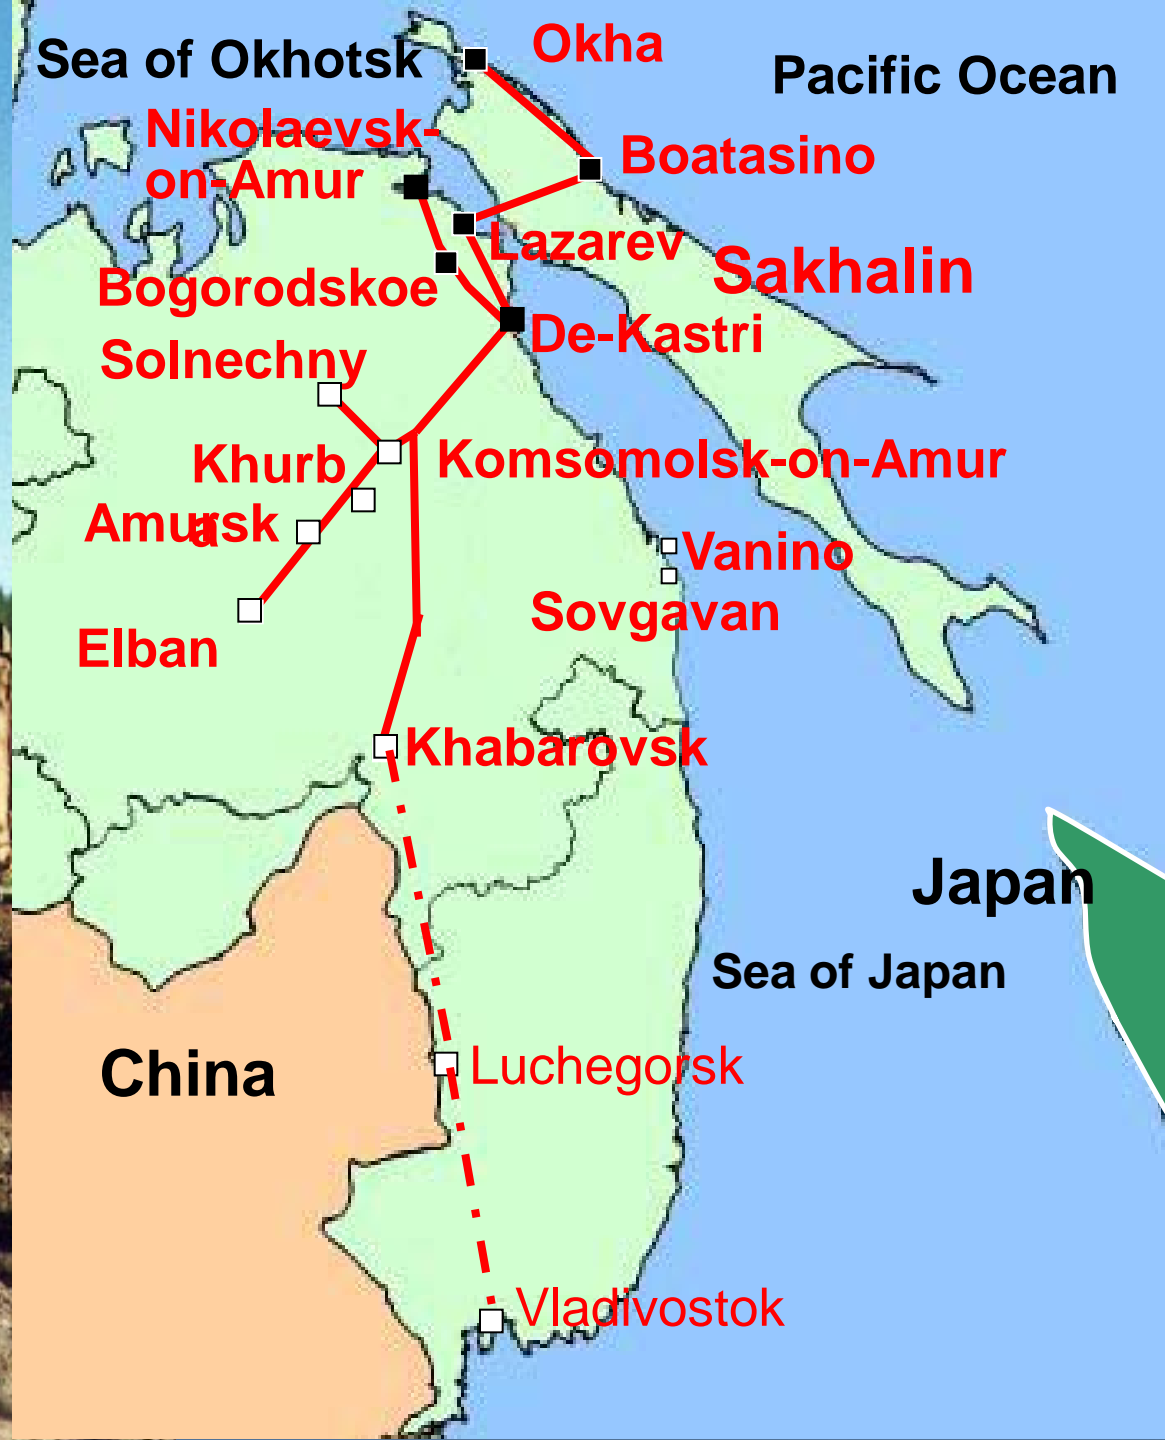 Okha
Sea of Okhotsk
Pacific Ocean
Nikolaevsk-
on-Amur
Boatasino
Lazarev
Sakhalin
Bogorodskoe
De-Kastri
Solnechny
Khurb
a
Komsomolsk-on-Amur
Amursk
Vanino
Sovgavan
Elban
Khabarovsk
Japan
Sea of Japan
China
Luchegorsk
Vladivostok